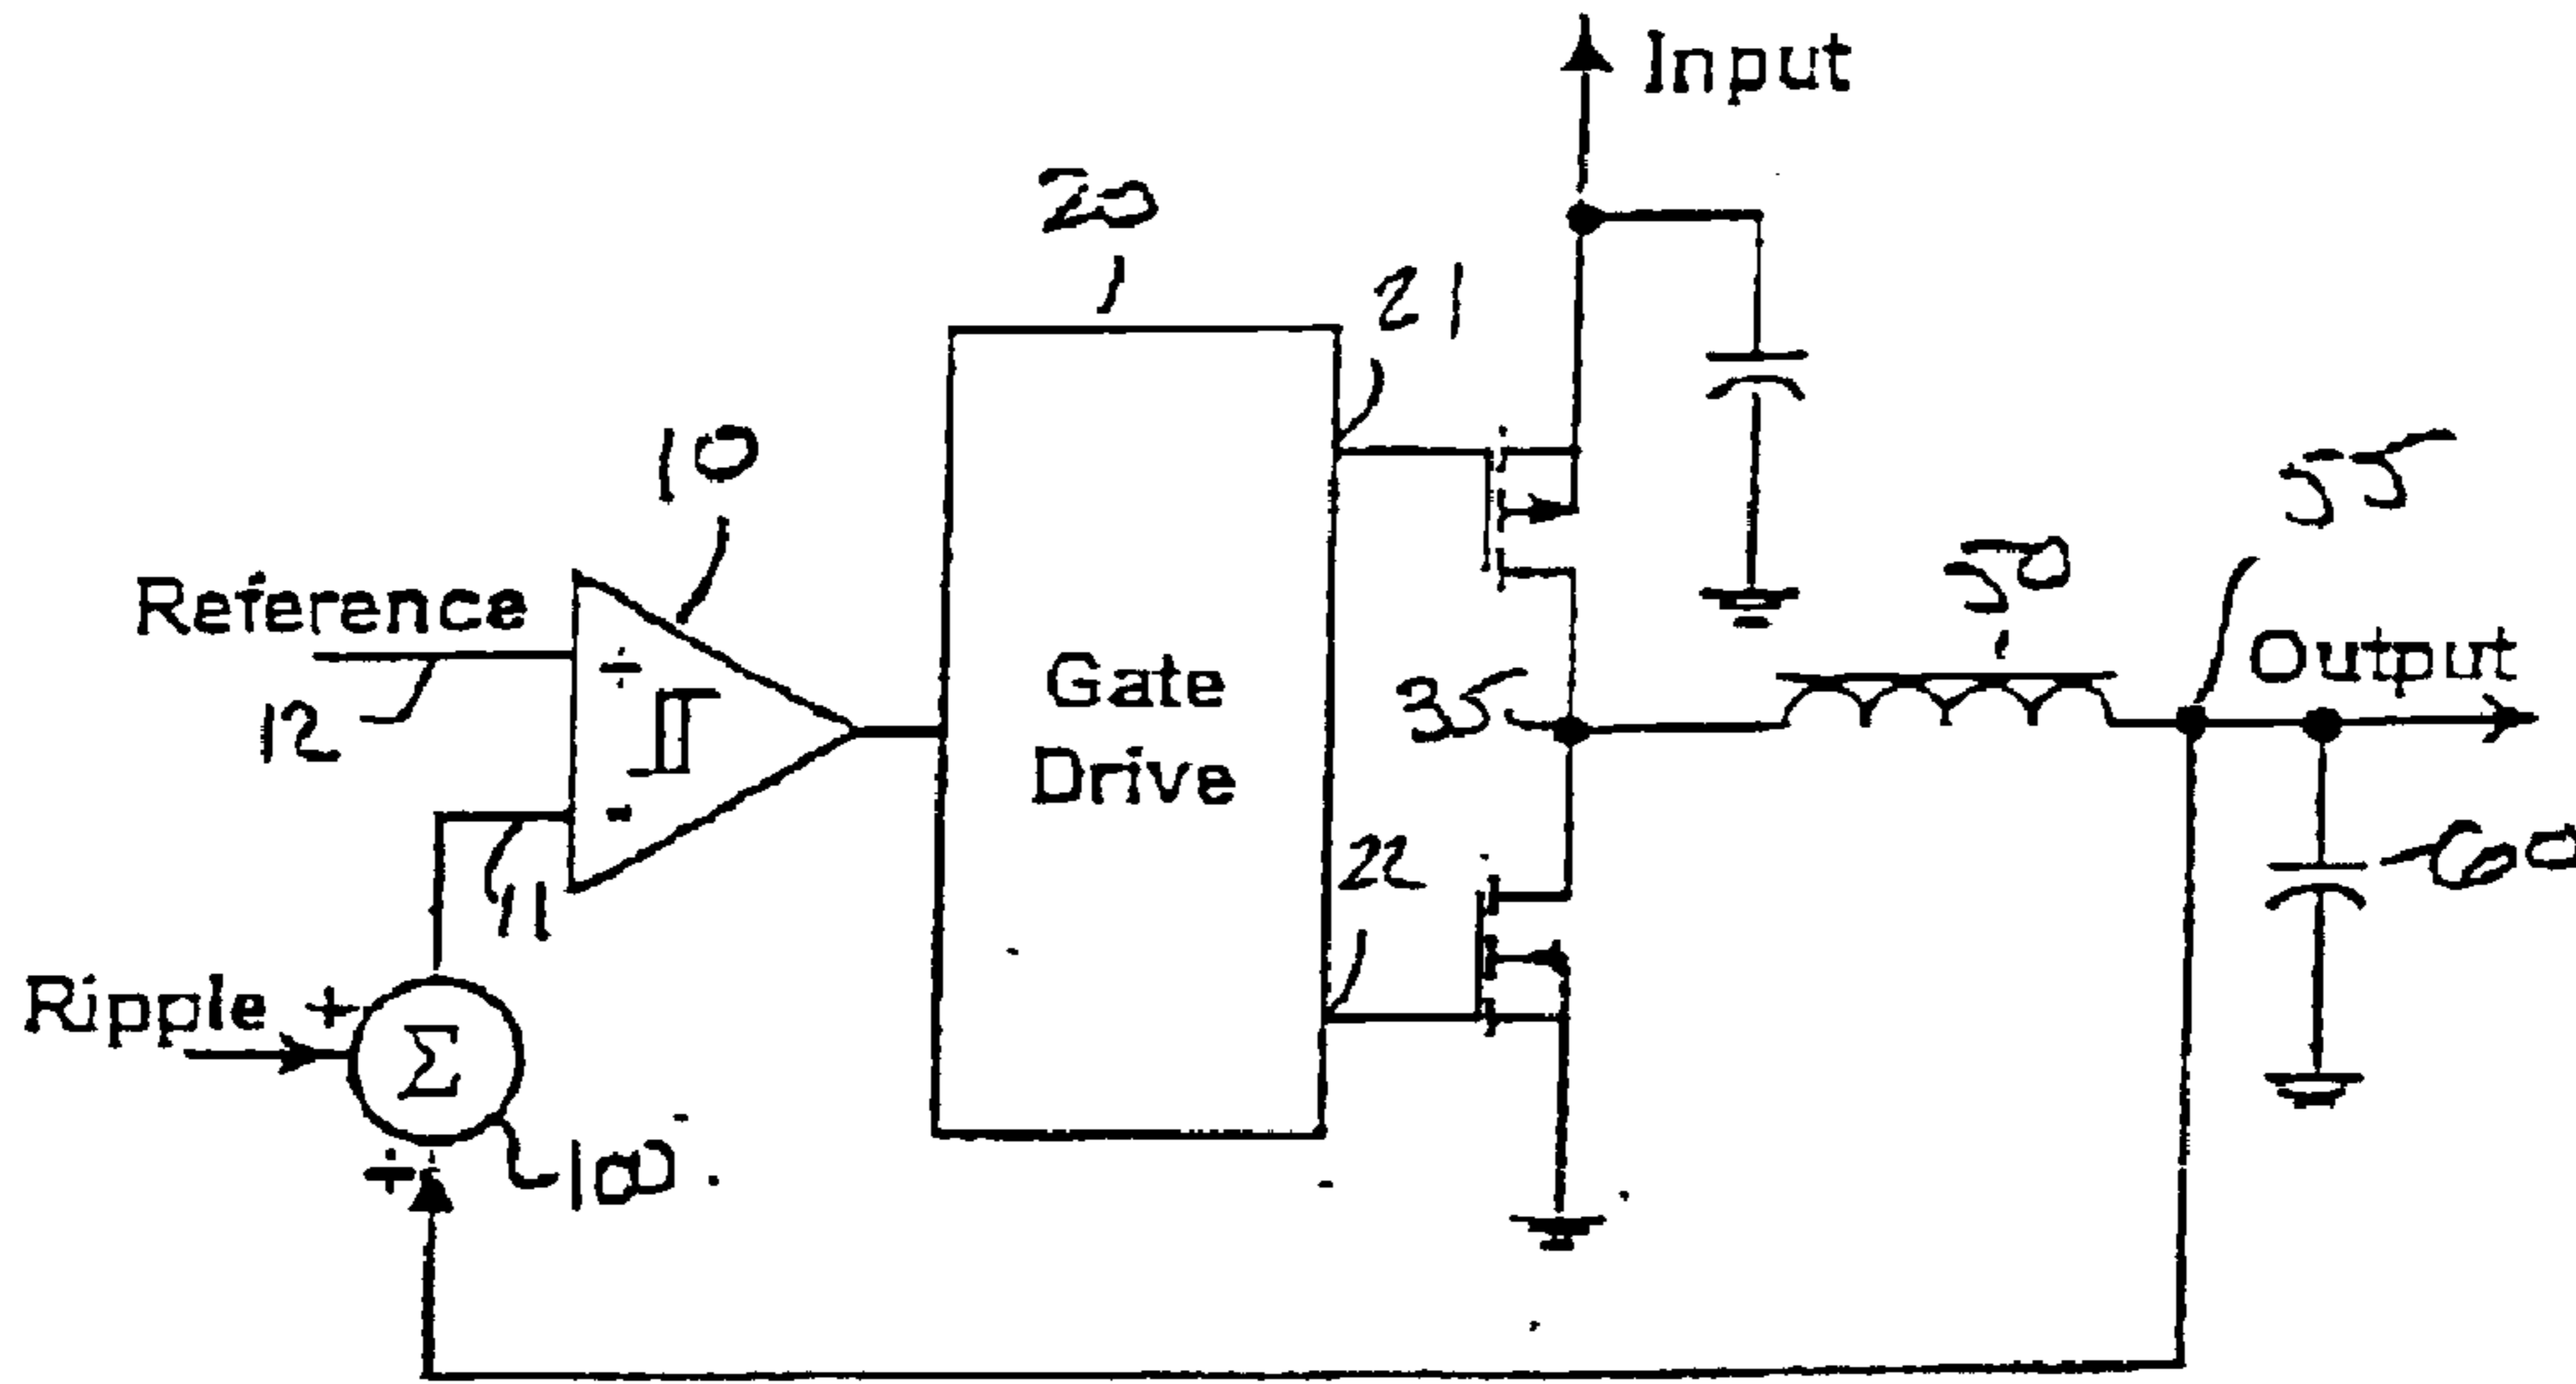 Input
20
21
10
55
50
Reference
Output
+
Gate
Drive
12
35
-
60
22
11
Ripple +
Σ
+
100